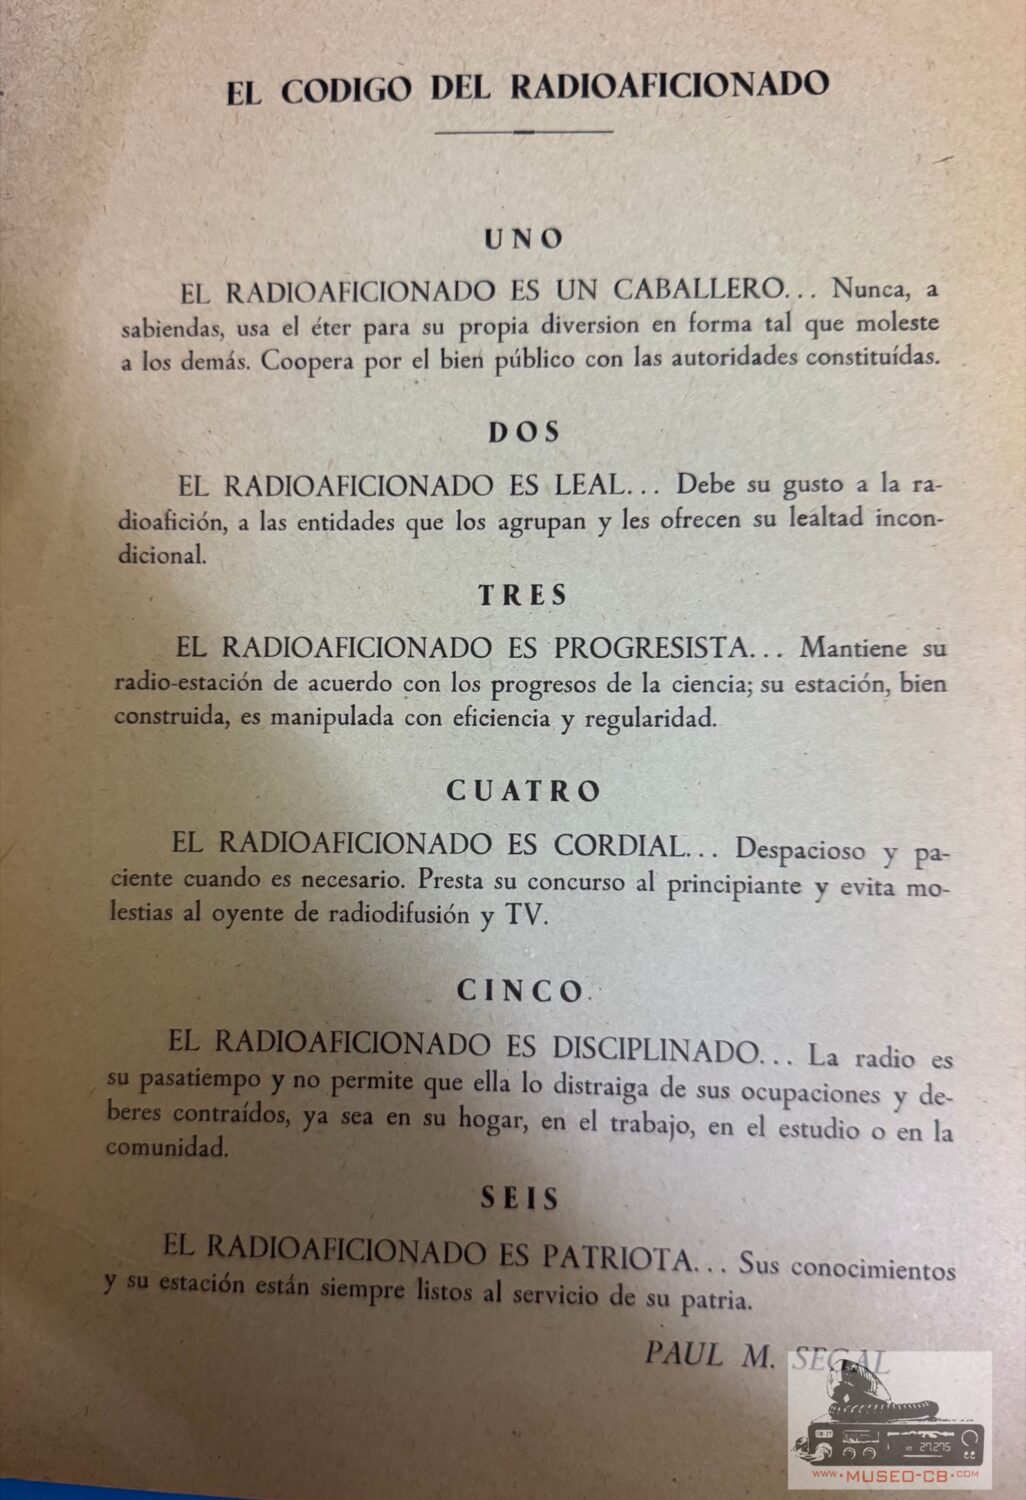 EL CODIGO DEL RADIOAFICIONADO
UNO
EL RADIOAFICIONADO ES UN CABALLERO... Nunca, a
sabiendas, usa el éter para su propia diversion en forma tal que moleste
a los demás. Coopera por el bien público con las autoridades constituídas.
DOS
EL RADIOAFICIONADO ES LEAL... Debe su gusto a la ra-
dioafición, a las entidades que los agrupan y les ofrecen su lealtad incon-
dicional.
TRES
EL RADIOAFICIONADO ES PROGRESISTA... Mantiene su
radio-estación de acuerdo con los progresos de la ciencia; su estación, bien
construida, es manipulada con eficiencia y regularidad.
CUATRO
EL RADIOAFICIONADO ES CORDIAL... Despacioso y pa-
ciente cuando es necesario. Presta su concurso al principiante y evita mo-
lestias al oyente de radiodifusión y TV.
CINCO
EL RADIOAFICIONADO ES DISCIPLINADO... La radio es
su pasatiempo y no permite que ella lo distraiga de sus ocupaciones y de-
beres contraídos, ya sea en su hogar, en el trabajo, en el estudio o en la
comunidad.
SEIS
EL RADIOAFICIONADO ES PATRIOTA... Sus conocimientos
y su estación están siempre listos al servicio de su patria.
PAUL M. SEGAL
CB 27
27.275
WWW.MUSEO-CB.COM